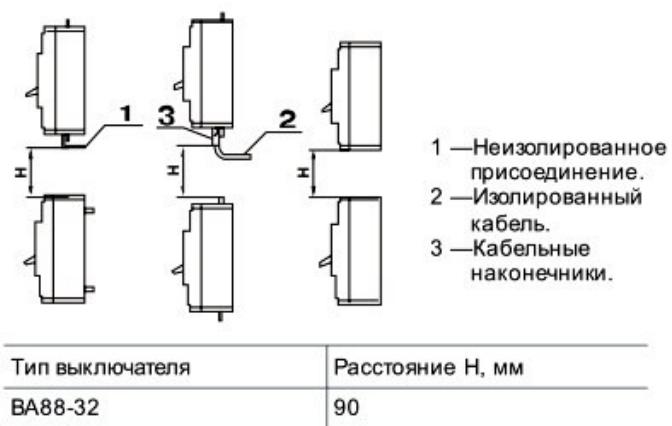 1
3
2
H
H
H
1 —Неизолированное
присоединение.
2 —Изолированный
кабель.
3 —Кабельные
наконечники.
Тип выключателя
Расстояние H, мм
ВА88-32
90